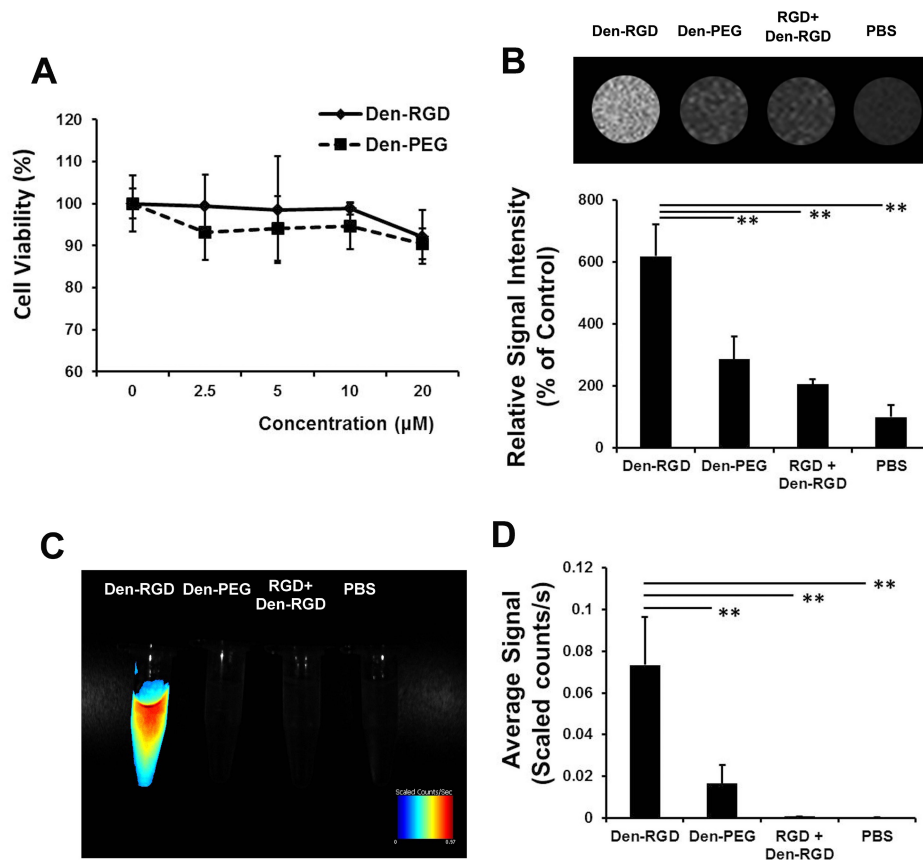 A
120
110
100
90
80
70
60
Cell Viability (%)
Den-RGD
Den-PEG
0 2.5 5 10 20
Concentration (µM)
B
Den-RGD Den-PEG RGD+ Den-RGD PBS
800
600
400
200
0
Relative Signal Intensity
(% of Control)
** ** **
Den-RGD Den-PEG RGD + Den-RGD PBS
C
Den-RGD Den-PEG RGD+ Den-RGD PBS
Scaled Counts/Sec
0 0.97
D
0.12
0.1
0.08
0.06
0.04
0.02
0
Average Signal
(Scaled counts/s)
** ** **
Den-RGD Den-PEG RGD + Den-RGD PBS